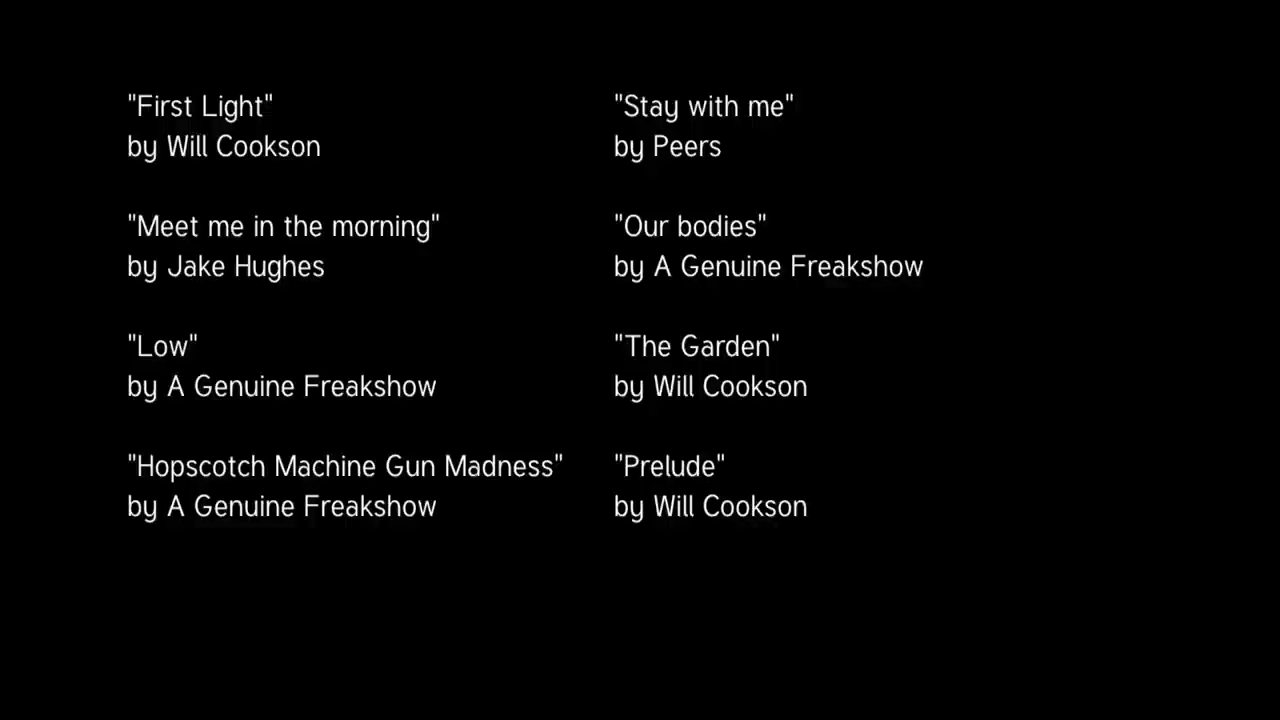 "First Light"
by Will Cookson
"Meet me in the morning"
by Jake Hughes
"Low"
by A Genuine Freakshow
"Hopscotch Machine Gun Madness"
by A Genuine Freakshow
"Stay with me"
by Peers
"Our bodies"
by A Genuine Freakshow
"The Garden"
by Will Cookson
"Prelude"
by Will Cookson